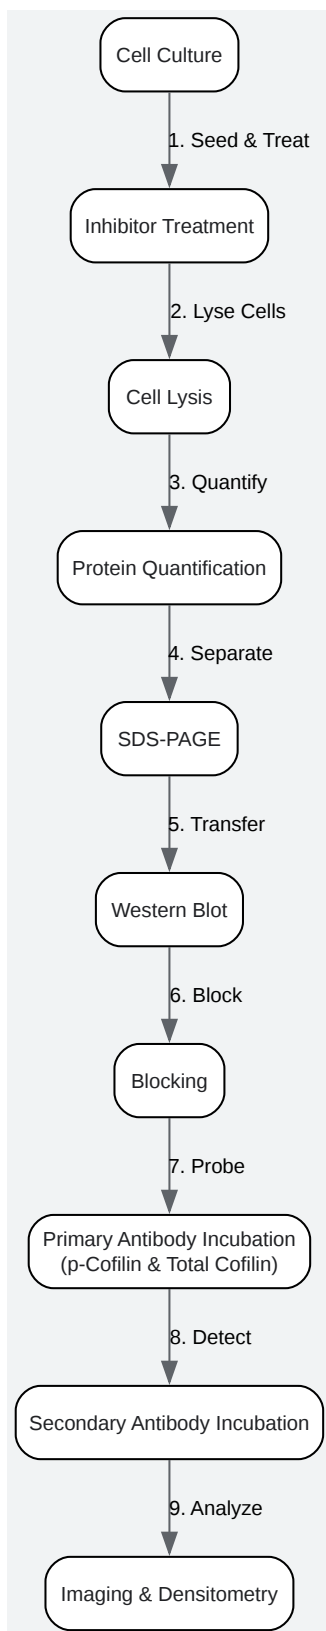 Cell Culture
1. Seed & Treat
Inhibitor Treatment
2. Lyse Cells
Cell Lysis
3. Quantify
Protein Quantification
4. Separate
SDS-PAGE
5. Transfer
Western Blot
6. Block
Blocking
7. Probe
Primary Antibody Incubation
(p-Cofilin & Total Cofilin)
8. Detect
Secondary Antibody Incubation
9. Analyze
Imaging & Densitometry